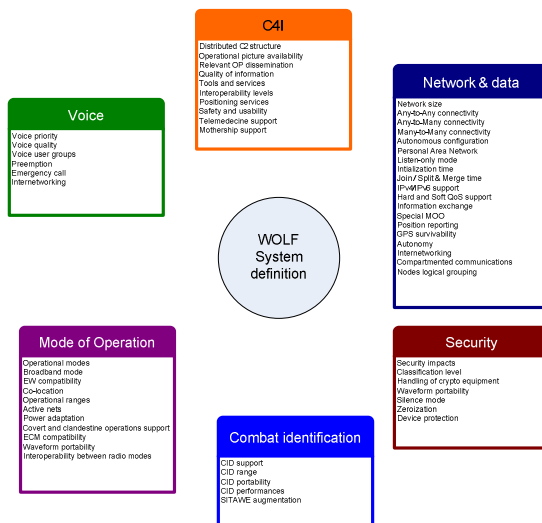 C4I
Distributed C2 structure
Operational picture availability
Relevant OP dissemination
Quality of information
Tools and services
Interoperability levels
Positioning services
Safety and usability
Telemedecine support
Mothership support
Network & data
Network size
Any-to-Any connectivity
Any-to-Many connectivity
Many-to-Many connectivity
Autonomous configuration
Personal Area Network
Listen-only mode
Intialization time
Join / Split & Merge time
IPv4/IPv6 support
Hard and Soft QoS support
Information exchange
Special MOO
Position reporting
GPS survivability
Autonomy
Internetworking
Compartmented communications
Nodes logical grouping
Voice
Voice priority
Voice quality
Voice user groups
Preemption
Emergency call
Internetworking
WOLF
System
definition
Mode of Operation
Operational modes
Broadband mode
EW compatibility
Co-location
Operational ranges
Active nets
Power adaptation
Covert and clandestine operations support
ECM compatibility
Waveform portability
Interoperability between radio modes
Security
Security impacts
Classification level
Handling of crypto equipment
Waveform portability
Silence mode
Zeroization
Device protection
Combat identification
CID support
CID range
CID portability
CID performances
SITAWE augmentation